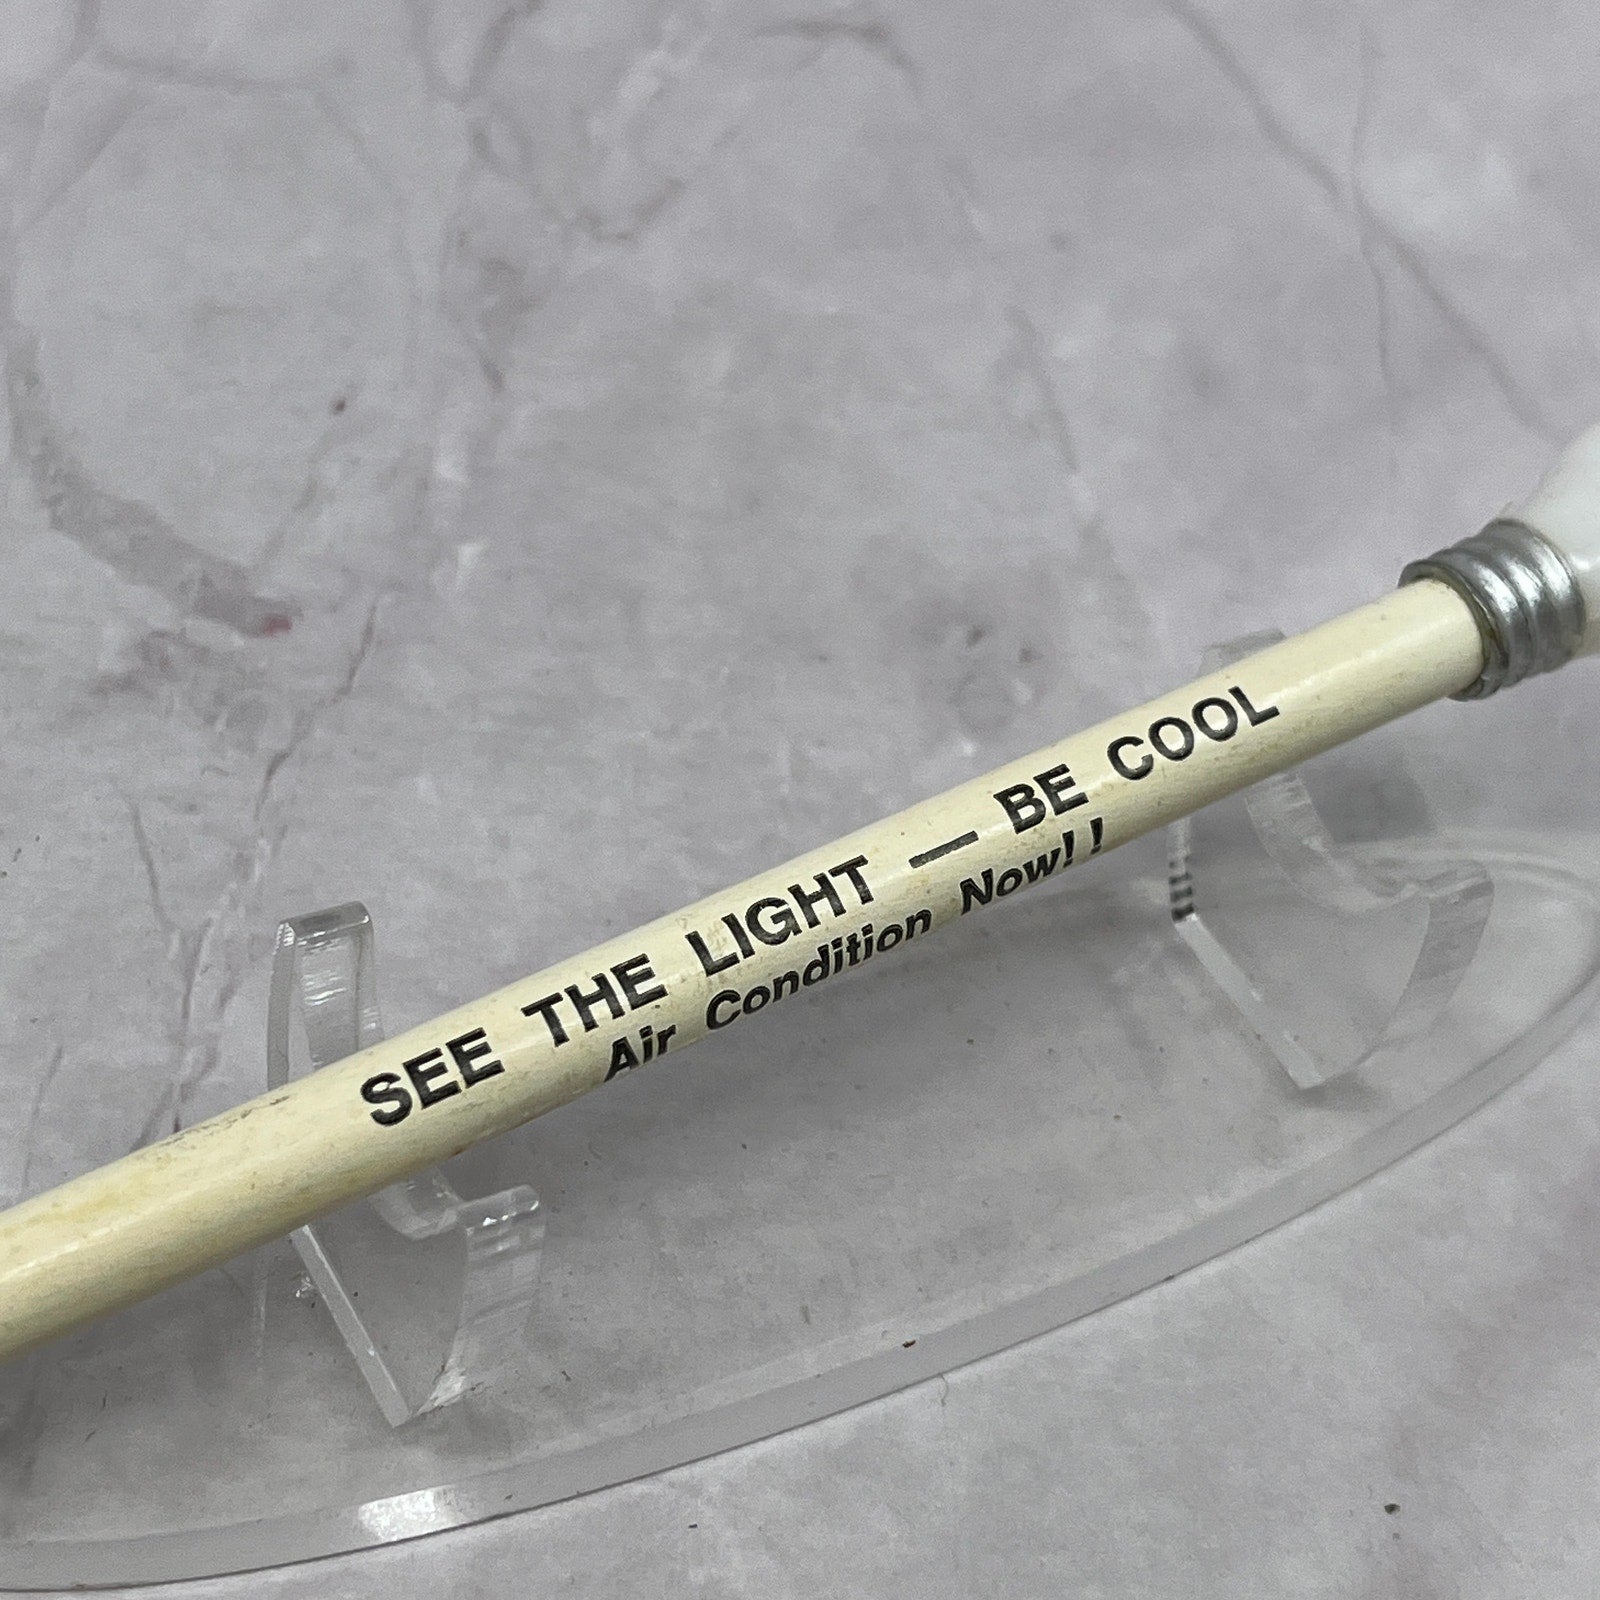 SEE THE LIGHT — BE COOL
Air Condition Now!!